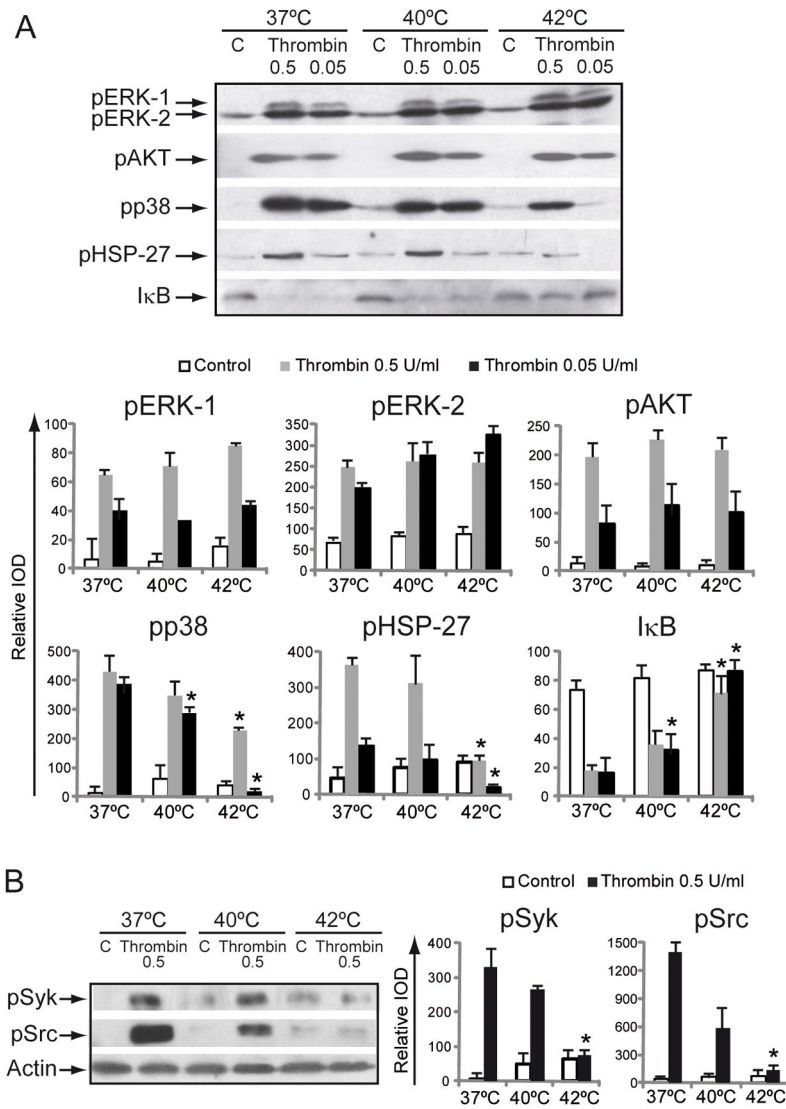 A
37ºC 40ºC 42ºC
C Thrombin C Thrombin C Thrombin
0.5 0.05 0.5 0.05 0.5 0.05
pERK-1
pERK-2
pAKT
pp38
pHSP-27
IκB
Control Thrombin 0.5 U/ml Thrombin 0.05 U/ml
Relative IOD
pERK-1
100
80
60
40
20
0
37ºC 40ºC 42ºC
pERK-2
350
300
250
200
150
100
50
0
37ºC 40ºC 42ºC
pAKT
250
200
150
100
50
0
37ºC 40ºC 42ºC
pp38
500
400
300
200
100
0
* * *
37ºC 40ºC 42ºC
pHSP-27
400
300
200
100
0
* *
37ºC 40ºC 42ºC
IκB
100
80
60
40
20
0
* * *
37ºC 40ºC 42ºC
B
37ºC 40ºC 42ºC
C Thrombin C Thrombin C Thrombin
0.5 0.5 0.5
pSyk
pSrc
Actin
Control Thrombin 0.5 U/ml
Relative IOD
pSyk
400
300
200
100
0
*
37ºC 40ºC 42ºC
pSrc
1500
1200
900
600
300
0
*
37ºC 40ºC 42ºC